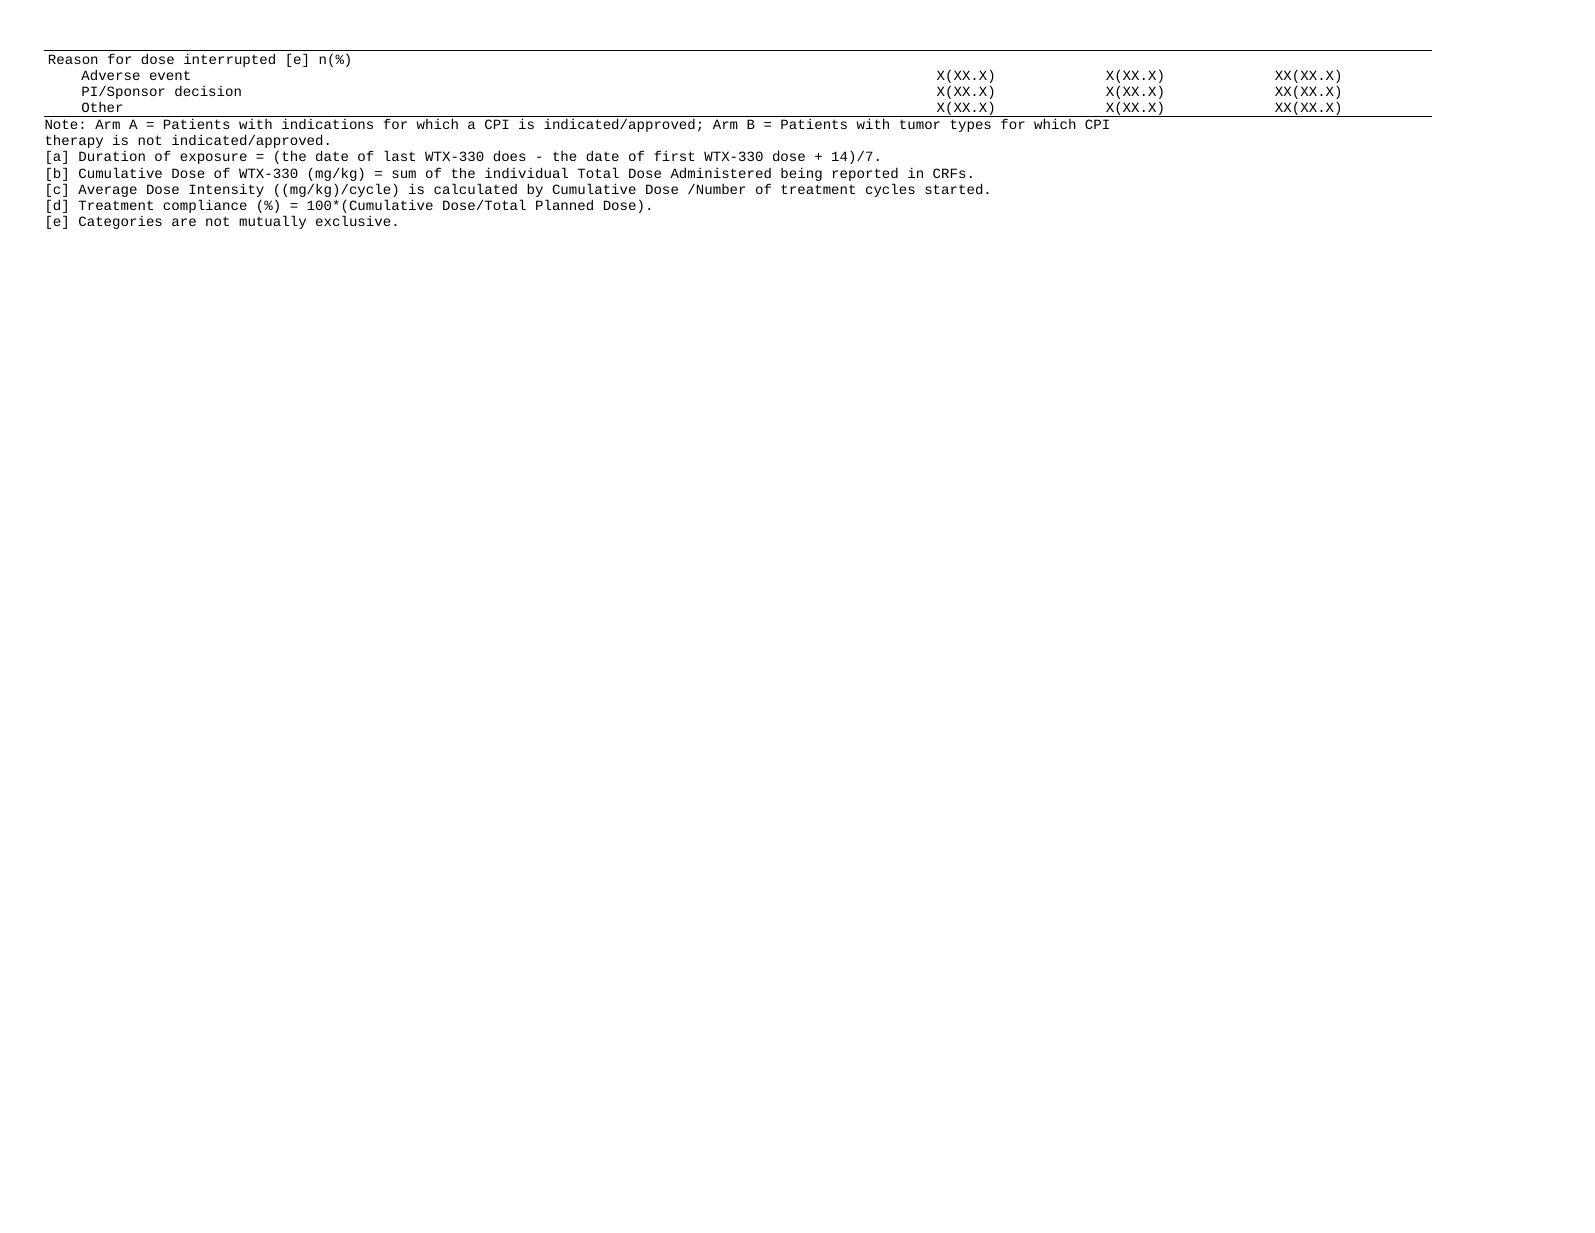 Reason for dose interrupted [e] n(%)
Adverse event X(XX.X) X(XX.X) XX(XX.X)
PI/Sponsor decision X(XX.X) X(XX.X) XX(XX.X)
Other X(XX.X) X(XX.X) XX(XX.X)
Note: Arm A = Patients with indications for which a CPI is indicated/approved; Arm B = Patients with tumor types for which CPI
therapy is not indicated/approved.
[a] Duration of exposure = (the date of last WTX-330 does - the date of first WTX-330 dose + 14)/7.
[b] Cumulative Dose of WTX-330 (mg/kg) = sum of the individual Total Dose Administered being reported in CRFs.
[c] Average Dose Intensity ((mg/kg)/cycle) is calculated by Cumulative Dose /Number of treatment cycles started.
[d] Treatment compliance (%) = 100*(Cumulative Dose/Total Planned Dose).
[e] Categories are not mutually exclusive.